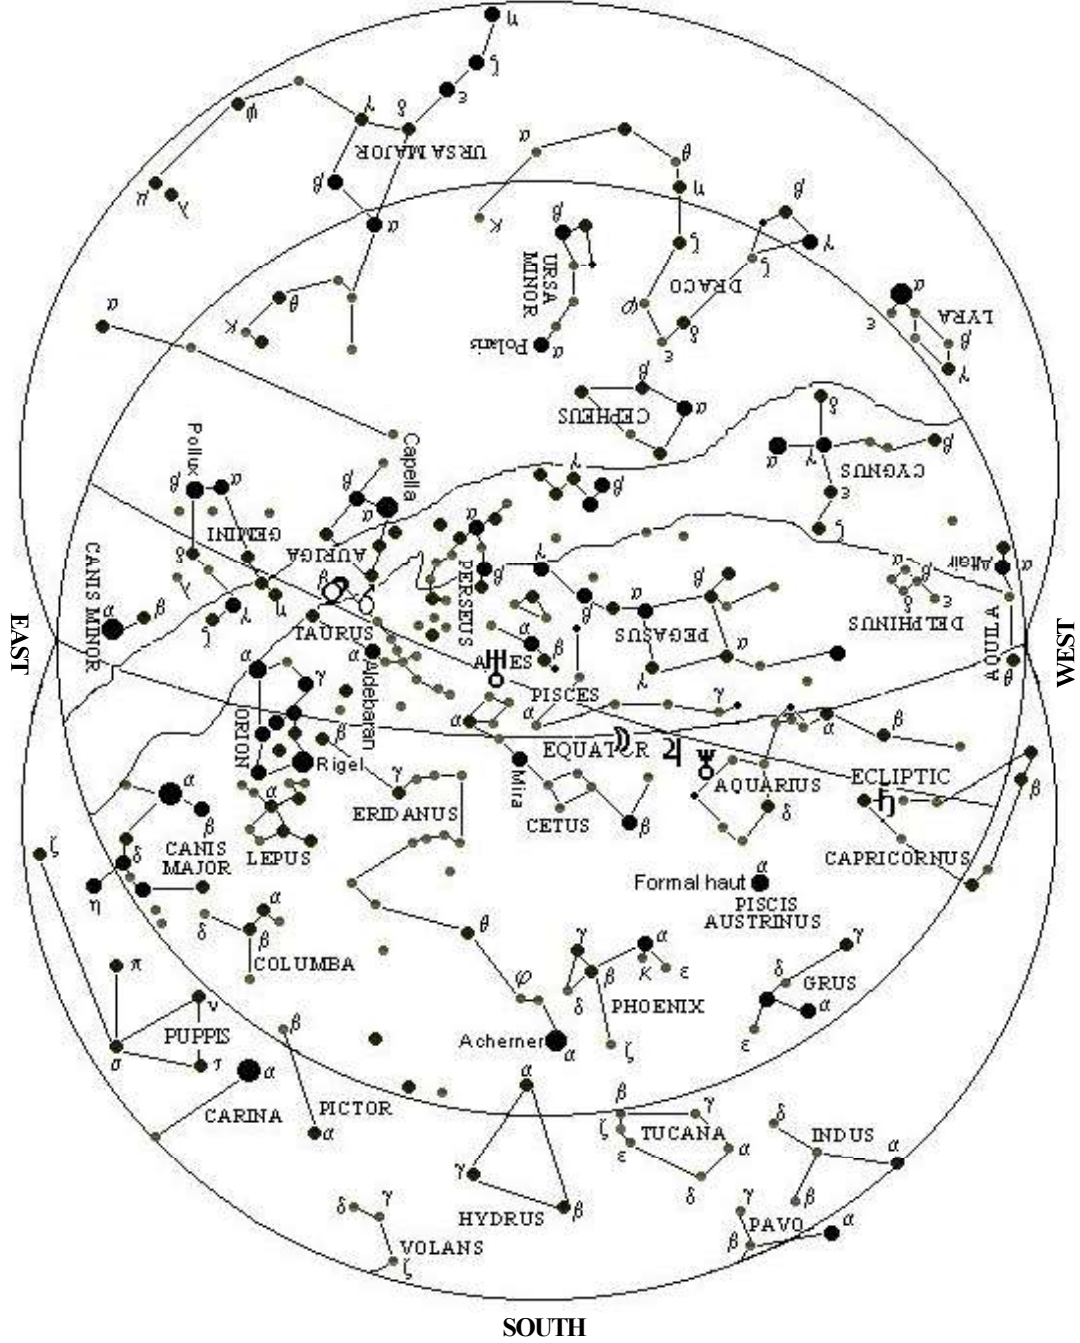 η
ζ
ε
ψ
γ
δ
URSA MAJOR
α
θ
β
μ
λ
α
κ
η
β
β
URSA
MINOR
ζ
γ
ζ
DRACO
α
θ
φ
δ
ε
LYRA
α
κ
ε
β
Polaris
α
γ
β
CEPHEUS
α
δ
Pollux
Capella
β
α
γ
β
CYGNUS
β
α
β
α
γ
β
ε
GEMINI
α
ζ
AURIGA
δ
CANIS MINOR
β
PERSEUS
β
γ
α
β
δ
ε
DELPHINUS
Altair
α
AQUILA
λ
η
α
β
ζ
λ
TAURUS
α
Aldebaran
α
PEGASUS
EAST
WEST
α
γ
ARIES
PISCES
γ
α
θ
ORION
β
α
α
γ
α
β
EQUATOR
Rigel
Mira
ECLIPTIC
α
γ
AQUARIUS
β
β
α
ERIDANUS
CETUS
β
δ
CANIS
MAJOR
LEPUS
CAPRICORNUS
ζ
δ
α
Formal haut
PISCIS
AUSTRINUS
η
α
δ
β
θ
γ
α
γ
COLUMBA
κ
ε
β
δ
GRUS
π
φ
δ
PHOENIX
ν
α
PUPPIS
β
Acherner
α
ζ
ε
σ
τ
α
α
CARINA
PICTOR
β
γ
δ
α
ζ
TUCANA
INDUS
ε
α
α
γ
δ
β
γ
δ
γ
HYDRUS
β
PAVO
α
VOLANS
β
ζ
SOUTH